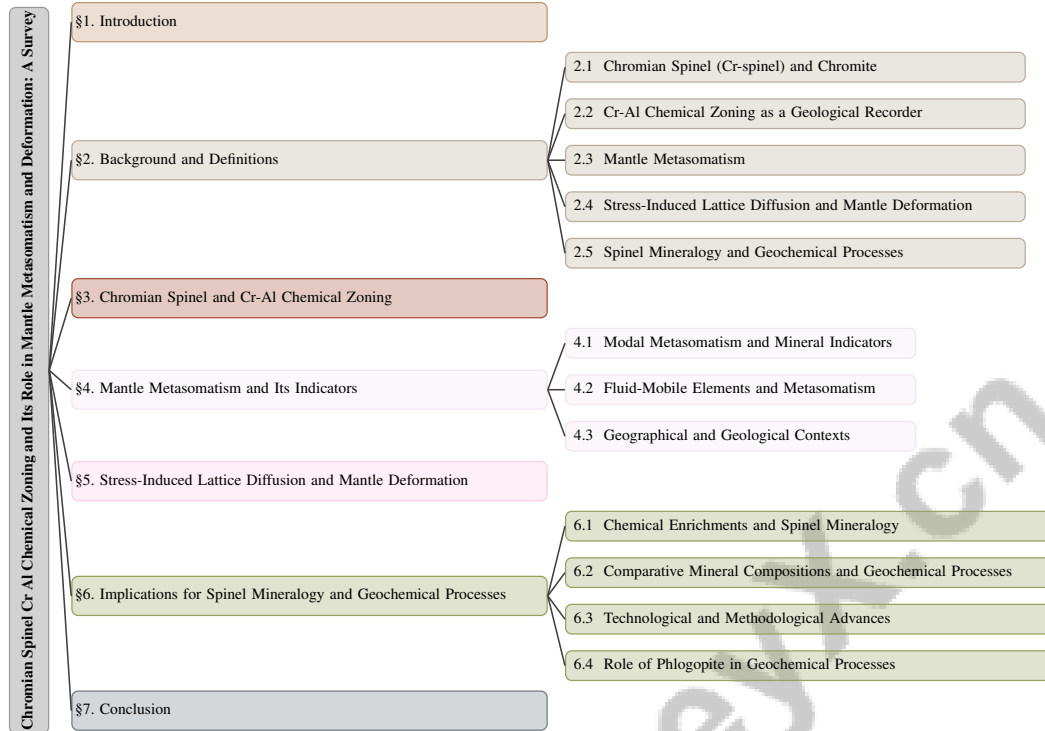 Chromian Spinel Cr Al Chemical Zoning and Its Role in Mantle Metasomatism and Deformation: A Survey
§1. Introduction
§2. Background and Definitions
2.1 Chromian Spinel (Cr-spinel) and Chromite
2.2 Cr-Al Chemical Zoning as a Geological Recorder
2.3 Mantle Metasomatism
2.4 Stress-Induced Lattice Diffusion and Mantle Deformation
2.5 Spinel Mineralogy and Geochemical Processes
§3. Chromian Spinel and Cr-Al Chemical Zoning
§4. Mantle Metasomatism and Its Indicators
4.1 Modal Metasomatism and Mineral Indicators
4.2 Fluid-Mobile Elements and Metasomatism
4.3 Geographical and Geological Contexts
§5. Stress-Induced Lattice Diffusion and Mantle Deformation
§6. Implications for Spinel Mineralogy and Geochemical Processes
6.1 Chemical Enrichments and Spinel Mineralogy
6.2 Comparative Mineral Compositions and Geochemical Processes
6.3 Technological and Methodological Advances
6.4 Role of Phlogopite in Geochemical Processes
§7. Conclusion
eyx.cn